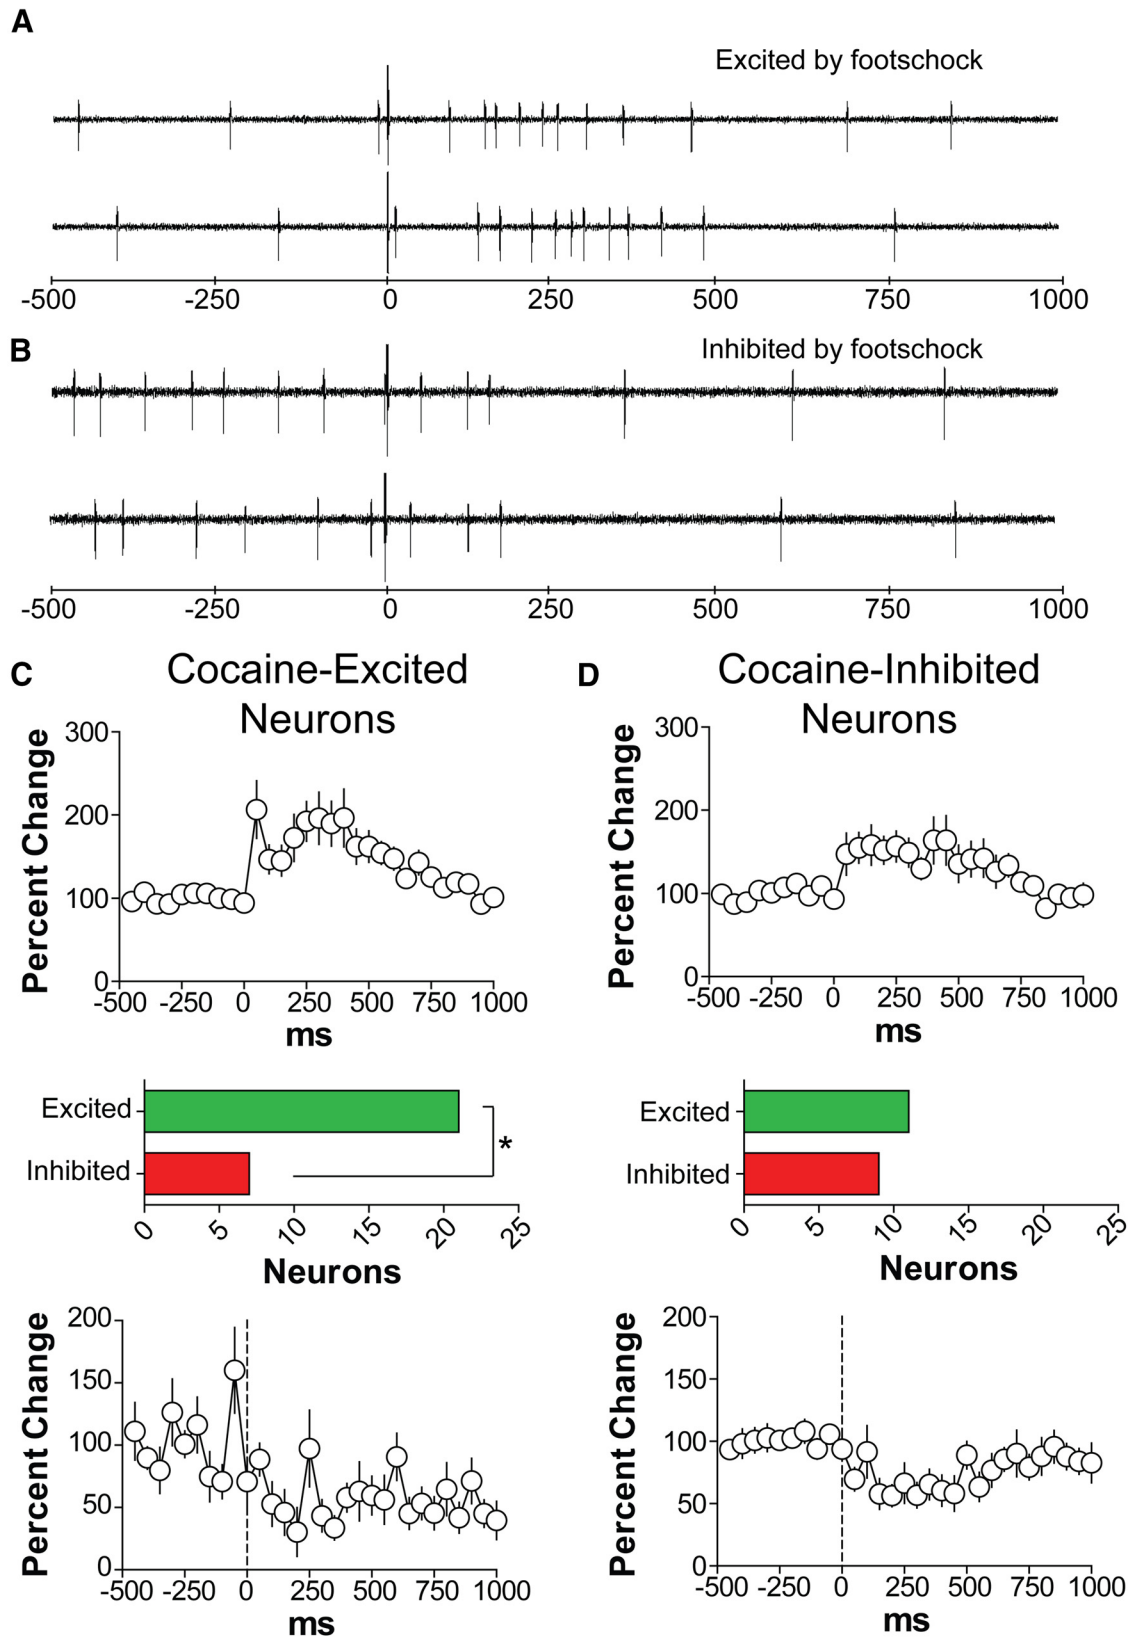 A
Excited by footschock
-500 -250 0 250 500 750 1000
B
Inhibited by footschock
-500 -250 0 250 500 750 1000
C
Cocaine-Excited
Neurons
Percent Change
300
200
100
0
-500 -250 0 250 500 750 1000
ms
Excited
Inhibited
*
0 5 10 15 20 25
Neurons
Percent Change
200
150
100
50
0
-500 -250 0 250 500 750 1000
ms
D
Cocaine-Inhibited
Neurons
Percent Change
300
200
100
0
-500 -250 0 250 500 750 1000
ms
Excited
Inhibited
0 5 10 15 20 25
Neurons
Percent Change
200
150
100
50
0
-500 -250 0 250 500 750 1000
ms